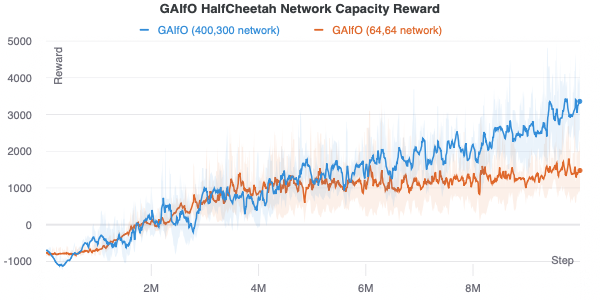 GAIfO HalfCheetah Network Capacity Reward
GAIfO (400,300 network) GAIfO (64,64 network)
Reward
5000
4000
3000
2000
1000
0
-1000
Step
2M 4M 6M 8M